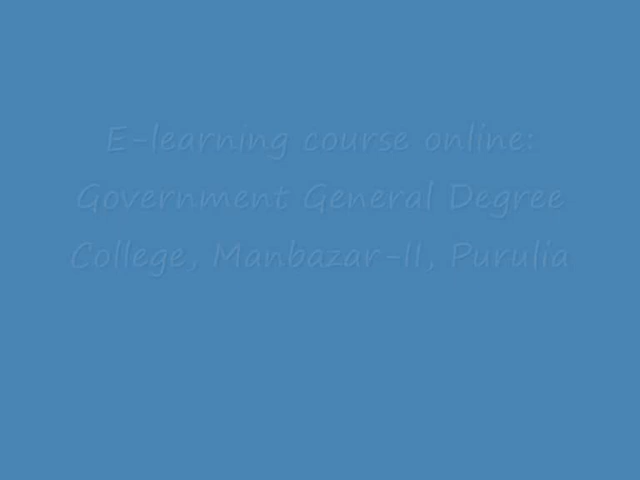 E-learning course online:
Government General Degree
College, Manbazar-II, Purulia